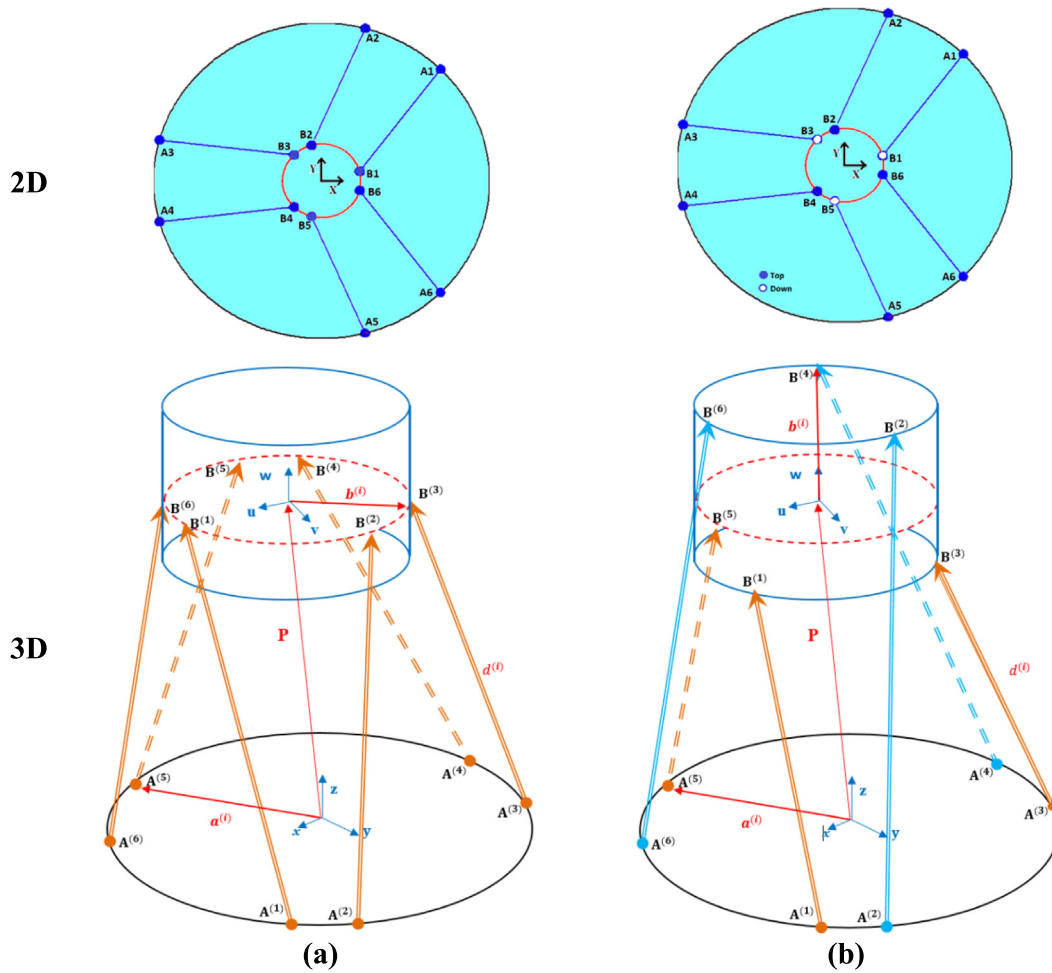 2D
A2
A1
A3
B2
B3
Y
X
B1
B6
A4
B4
B5
A6
A5
A2
A1
A3
B2
B3
Y
X
B1
B6
A4
B4
B5
Top
Down
A6
A5
3D
B(5)
B(4)
w
b(i)
B(3)
B(6)
B(1)
u
v
B(2)
P
d(i)
A(5)
A(4)
z
A(3)
a(i)
x
y
A(6)
A(1)
A(2)
B(4)
B(6)
B(2)
b(i)
w
u
v
B(5)
B(3)
B(1)
P
d(i)
A(5)
A(4)
z
A(3)
a(i)
x
y
A(6)
A(1)
A(2)
(a)
(b)